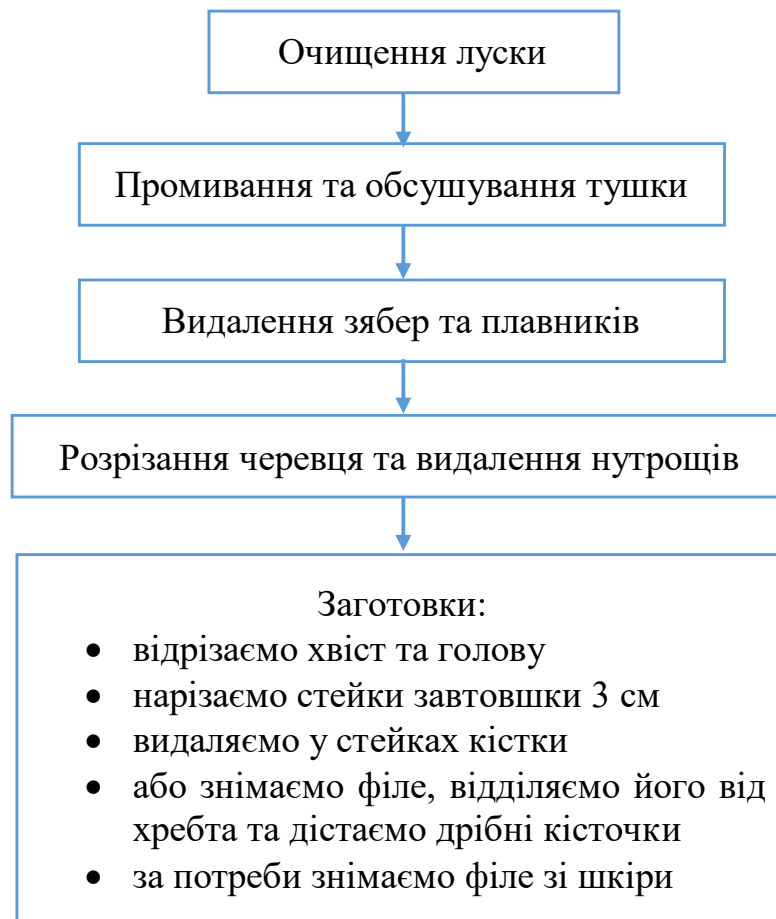 Очищення луски
Промивання та обсушування тушки
Видалення зябер та плавників
Розрізання черевця та видалення нутрощів
Заготовки:
• відрізаємо хвіст та голову
• нарізаємо стейки завтовшки 3 см
• видаляємо у стейках кістки
• або знімаємо філе, відділяємо його від
хребта та дістаємо дрібні кісточки
• за потреби знімаємо філе зі шкіри